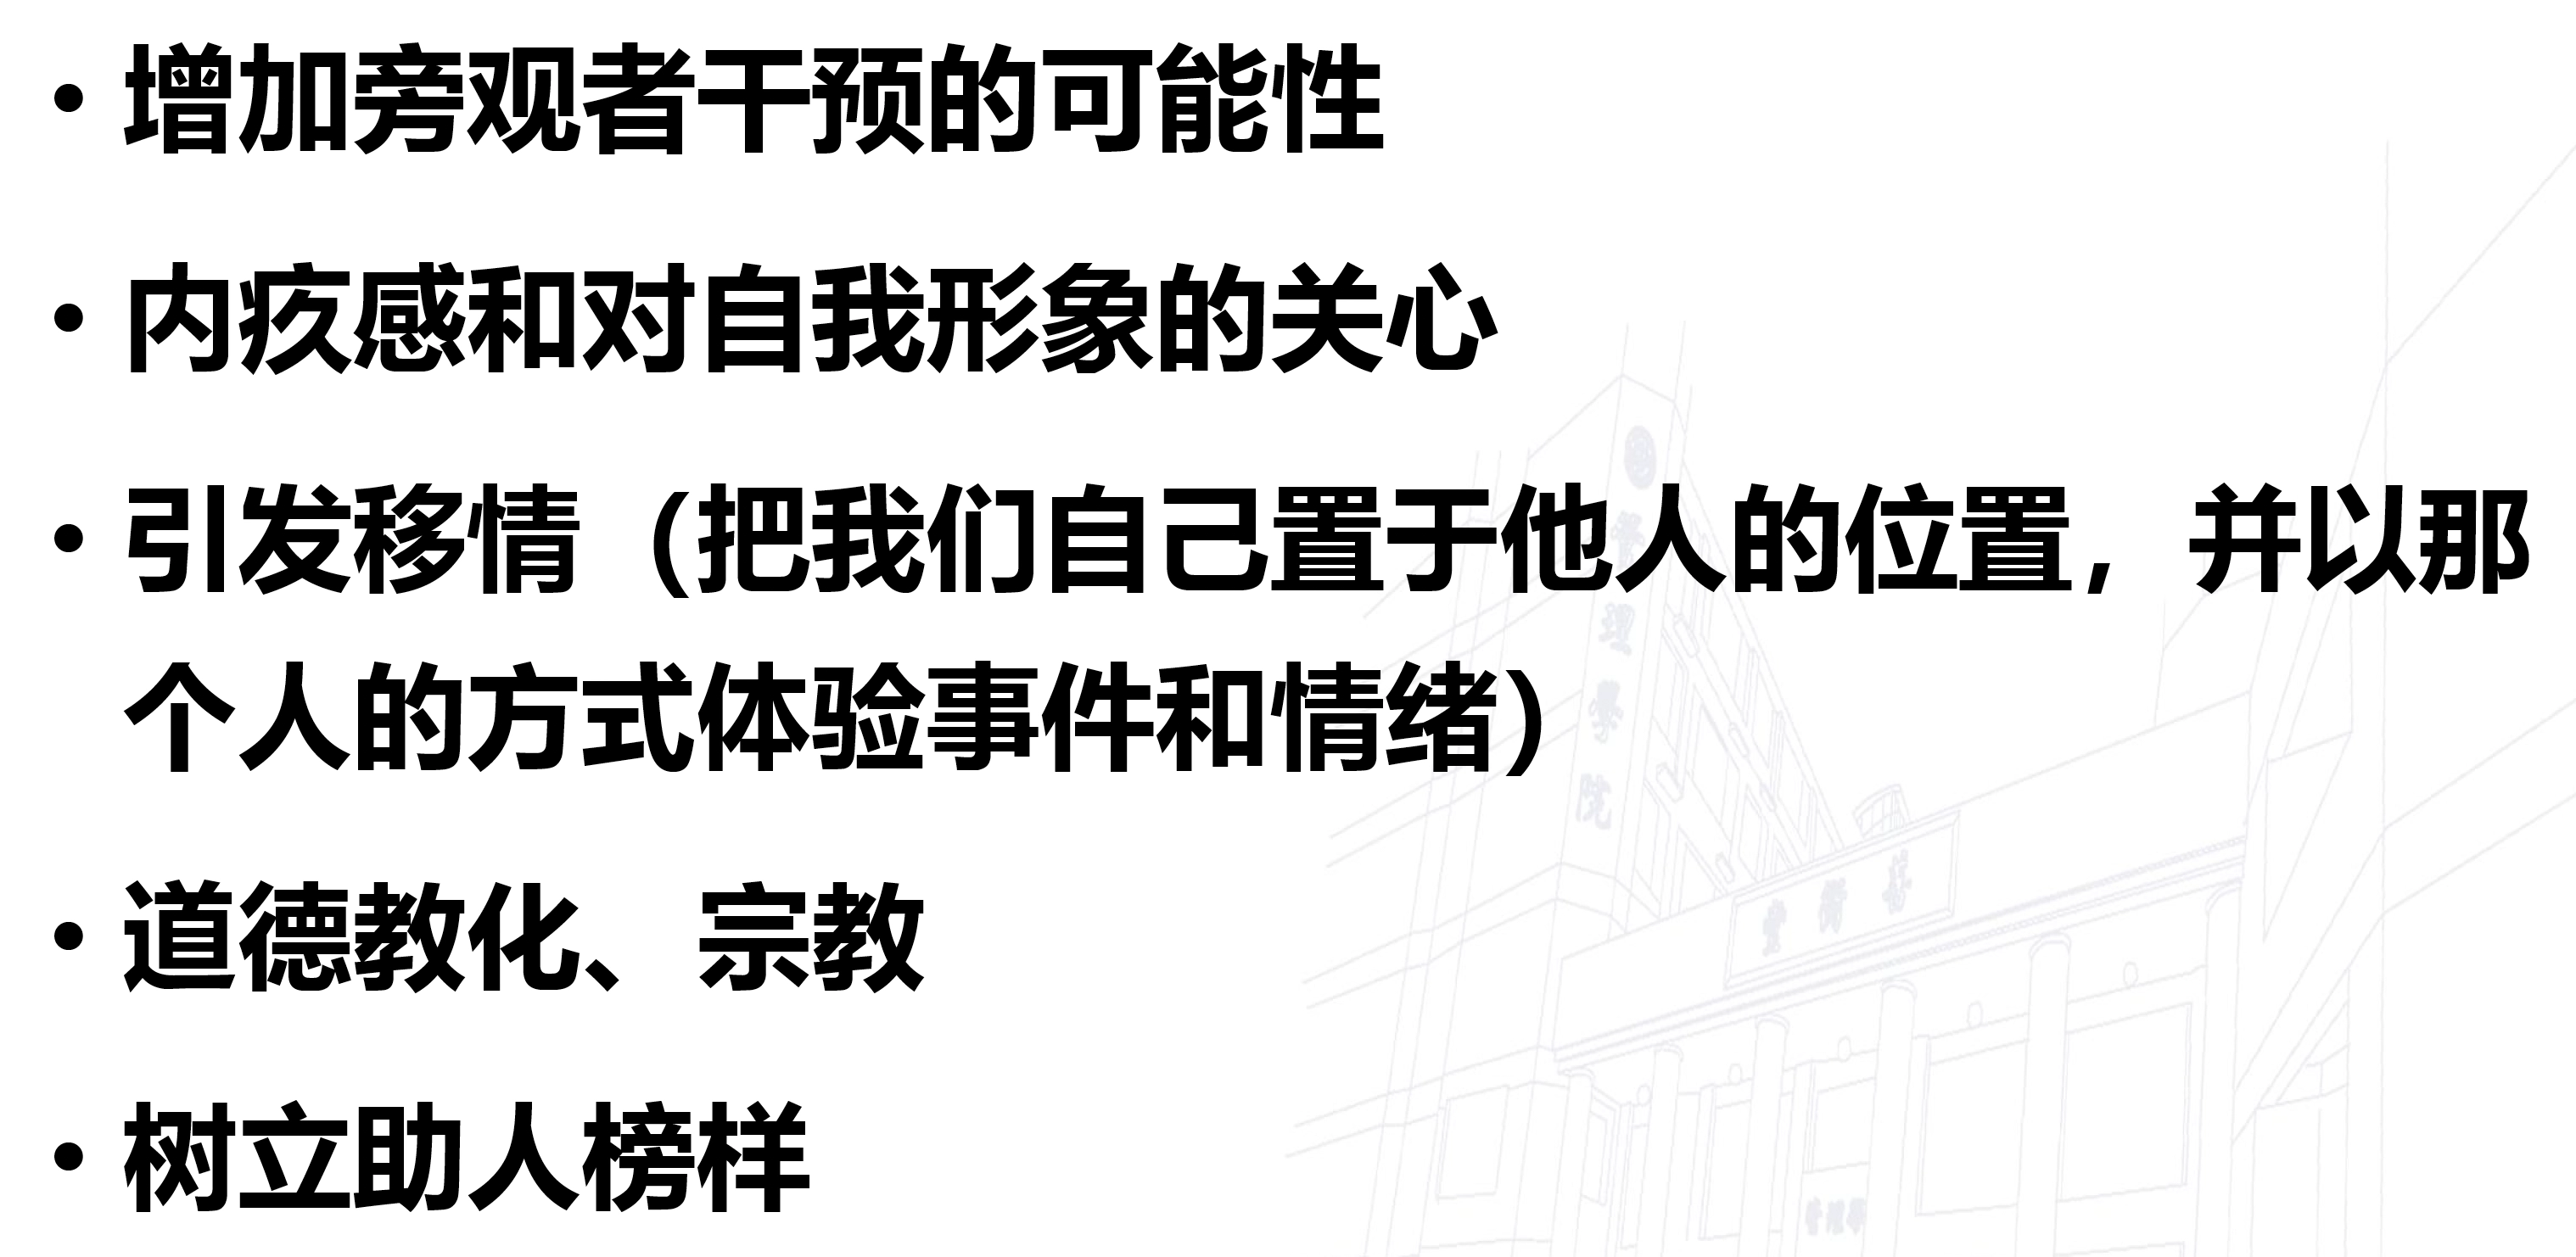 • 增加旁观者干预的可能性
• 内疚感和对自我形象的关心
• 引发移情（把我们自己置于他人的位置，并以那
个人的方式体验事件和情绪）
• 道德教化、宗教
• 树立助人榜样
理
學
院